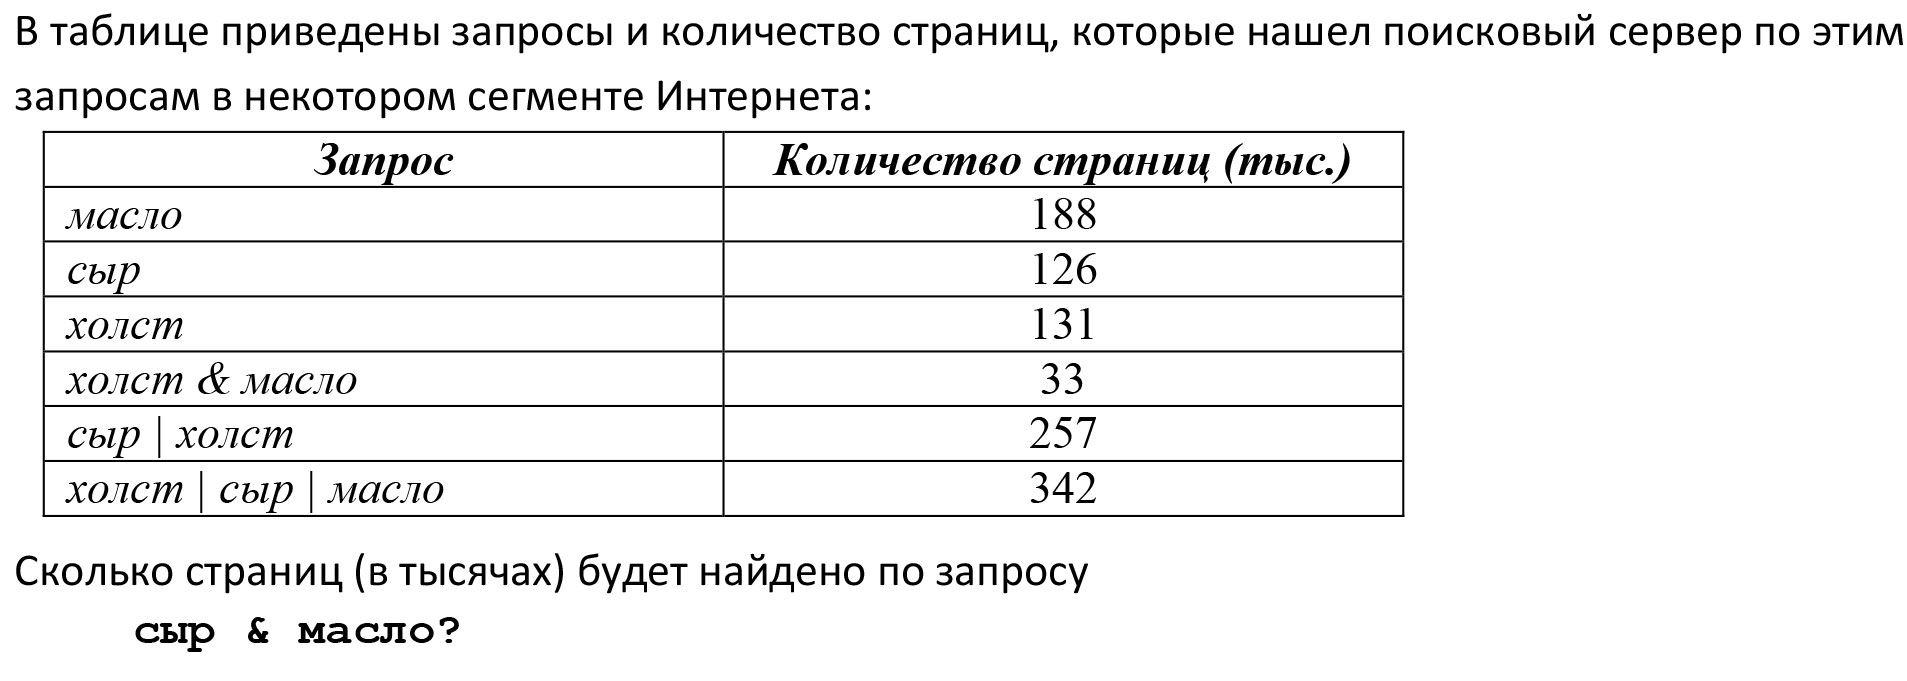 В таблице приведены запросы и количество страниц, которые нашел поисковый сервер по этим
запросам в некотором сегменте Интернета:
Запрос Количество страниц (тыс.)
масло 188
сыр 126
холст 131
холст & масло 33
сыр | холст 257
холст | сыр | масло 342
Сколько страниц (в тысячах) будет найдено по запросу
сыр & масло?